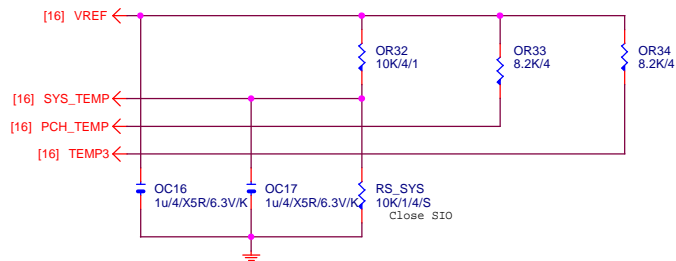 [16] VREF
OR32
10K/4/1
OR33
8.2K/4
OR34
8.2K/4
[16] SYS_TEMP
[16] PCH_TEMP
[16] TEMP3
OC16
1u/4/X5R/6.3V/K
OC17
1u/4/X5R/6.3V/K
RS_SYS
10K/1/4/S
Close SIO